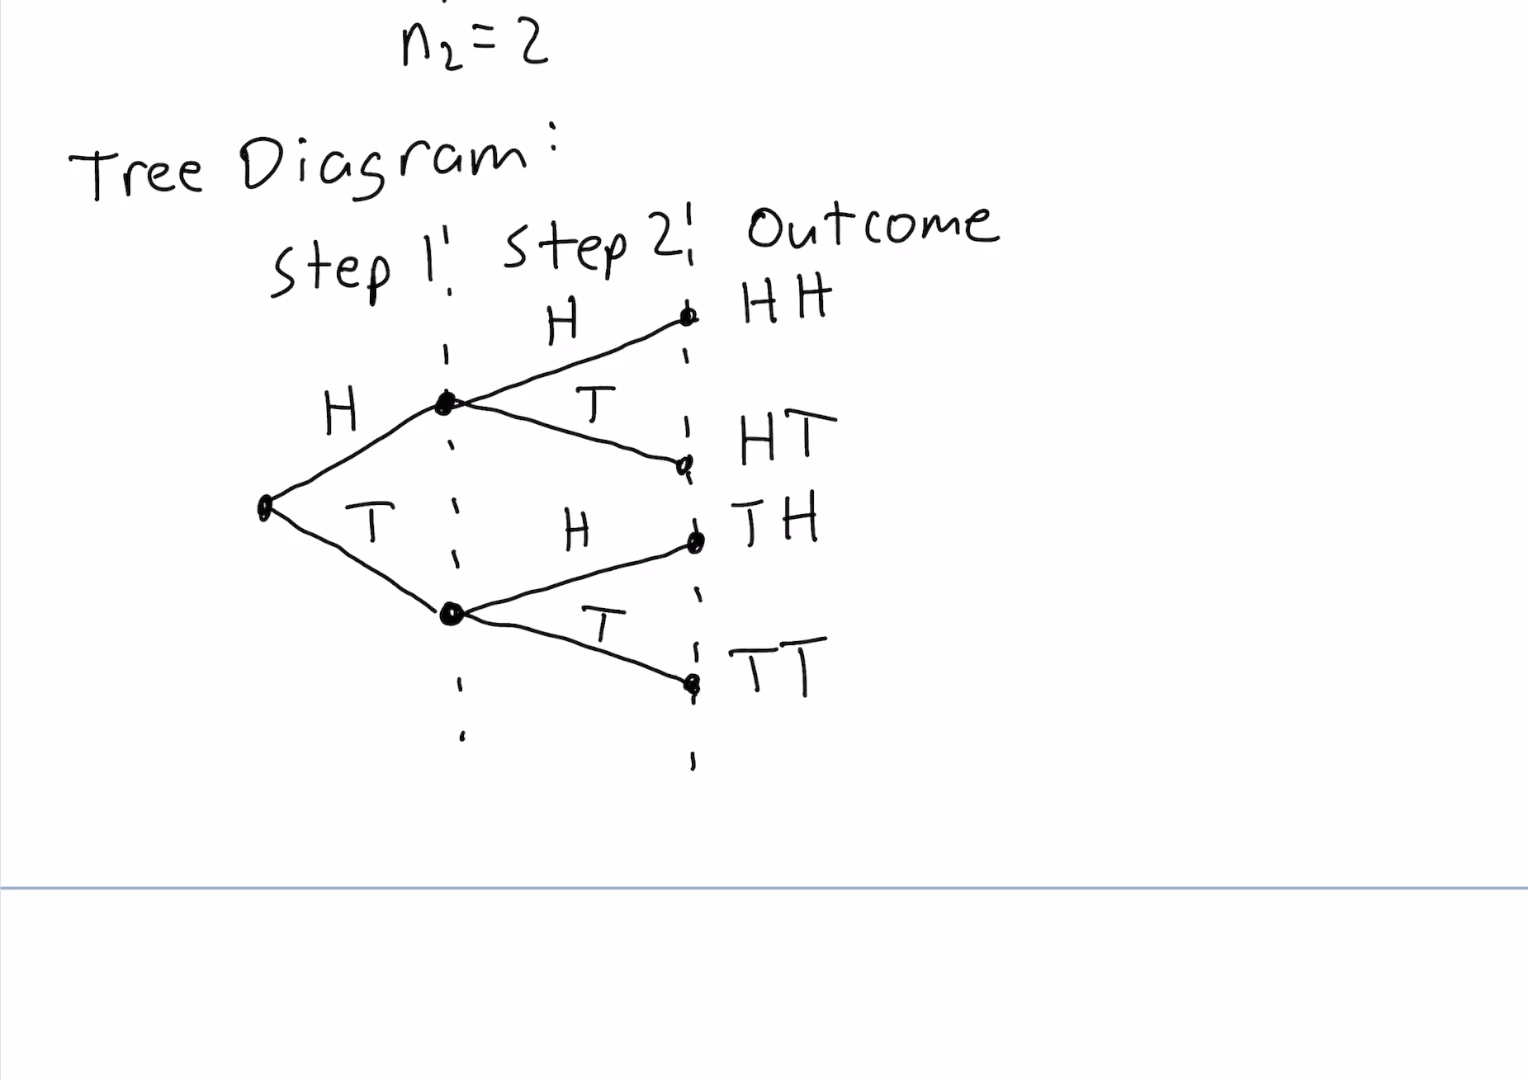 n₂ = 2
Tree Diagram:
Step 1 Step 2 Outcome
H HH
H T HT
T H TH
T TT